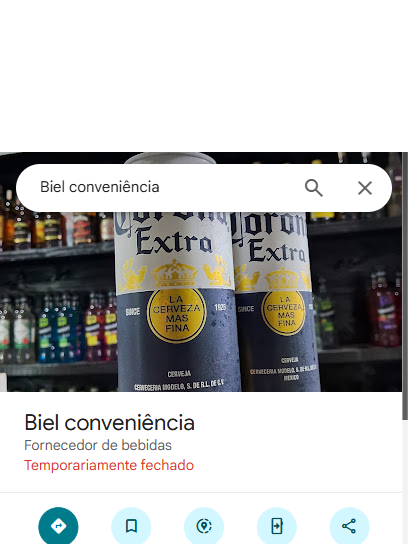 Biel conveniência
Corona Corona
Extra Extra
SINCE LA CERVEZA MAS FINA 1925 SINCE LA CERVEZA MAS FINA
CERVEJA
CERVECERIA MODELO, S. DE R.L. DE C.V.
CERVEJA
CERVECERIA MODELO, S. DE R.L. DE C.V.
MEXICO
Biel conveniência
Fornecedor de bebidas
Temporariamente fechado